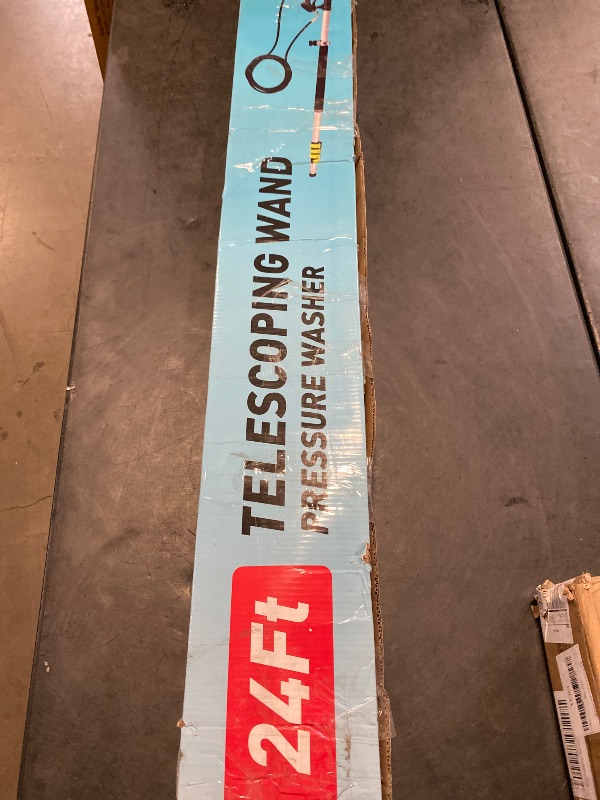 24Ft
TELESCOPING WAND
PRESSURE WASHER